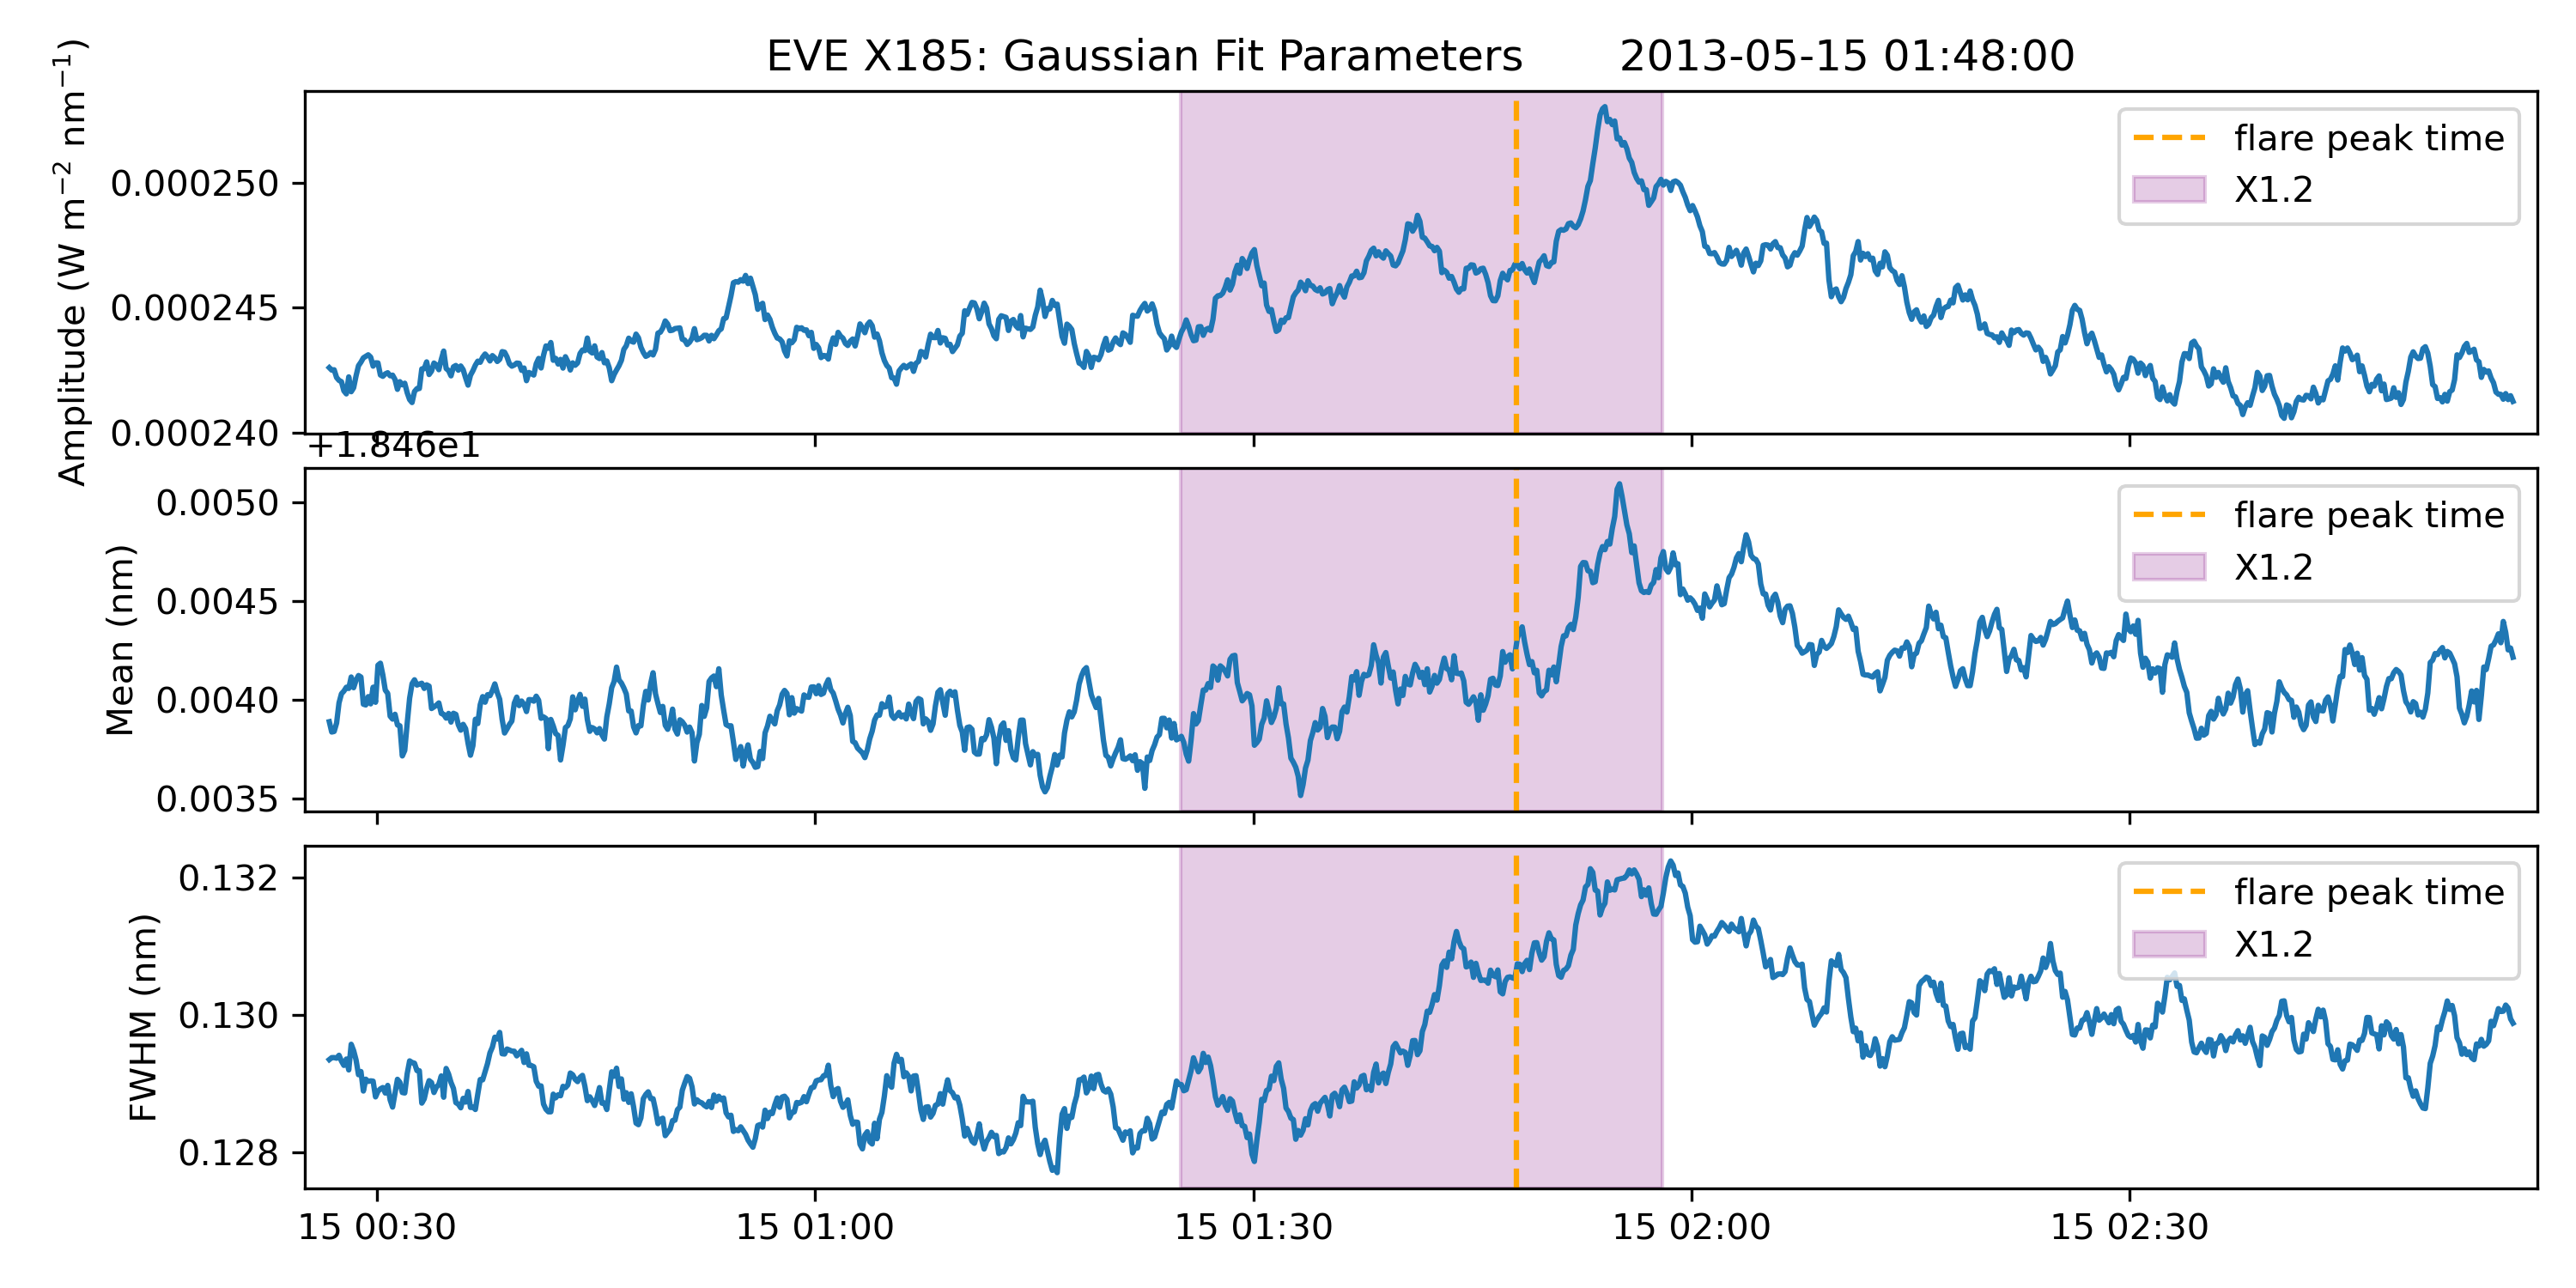 EVE X185: Gaussian Fit Parameters 2013-05-15 01:48:00
Amplitude (W m⁻² nm⁻¹)
0.000250
0.000245
0.000240
flare peak time
X1.2
+1.846e1
Mean (nm)
0.0050
0.0045
0.0040
0.0035
flare peak time
X1.2
FWHM (nm)
0.132
0.130
0.128
flare peak time
X1.2
15 00:30 15 01:00 15 01:30 15 02:00 15 02:30